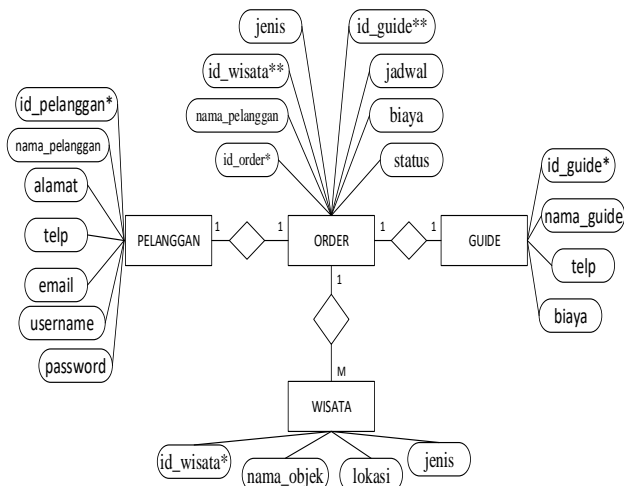 jenis
id_guide**
id_wisata**
jadwal
nama_pelanggan
biaya
id_order*
status
id_pelanggan*
nama_pelanggan
alamat
telp
email
username
password
id_guide*
nama_guide
telp
biaya
PELANGGAN
1
1
ORDER
1
1
GUIDE
1
M
WISATA
id_wisata*
nama_objek
lokasi
jenis